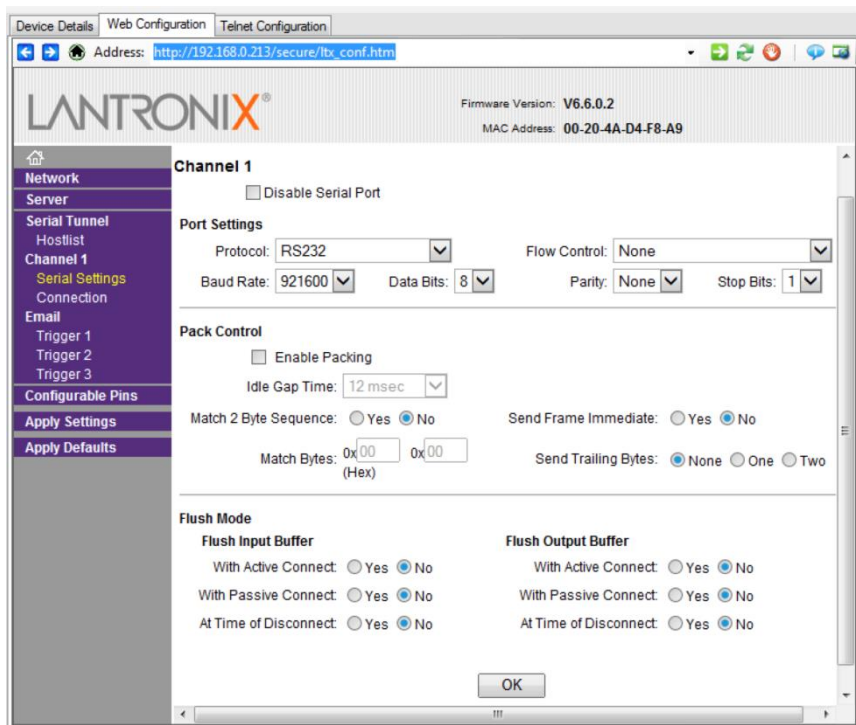 Device Details Web Configuration Telnet Configuration
Address: http://192.168.0.213/secure/ltx_conf.htm
LANTRONIX®
Firmware Version: V6.6.0.2
MAC Address: 00-20-4A-D4-F8-A9
Network
Server
Serial Tunnel
Hostlist
Channel 1
Serial Settings
Connection
Email
Trigger 1
Trigger 2
Trigger 3
Configurable Pins
Apply Settings
Apply Defaults
Channel 1
Disable Serial Port
Port Settings
Protocol: RS232 Flow Control: None
Baud Rate: 921600 Data Bits: 8 Parity: None Stop Bits: 1
Pack Control
Enable Packing
Idle Gap Time: 12 msec
Match 2 Byte Sequence: Yes No Send Frame Immediate: Yes No
Match Bytes: 0x 00 0x 00 Send Trailing Bytes: None One Two
(Hex)
Flush Mode
Flush Input Buffer Flush Output Buffer
With Active Connect: Yes No With Active Connect: Yes No
With Passive Connect: Yes No With Passive Connect: Yes No
At Time of Disconnect: Yes No At Time of Disconnect: Yes No
OK